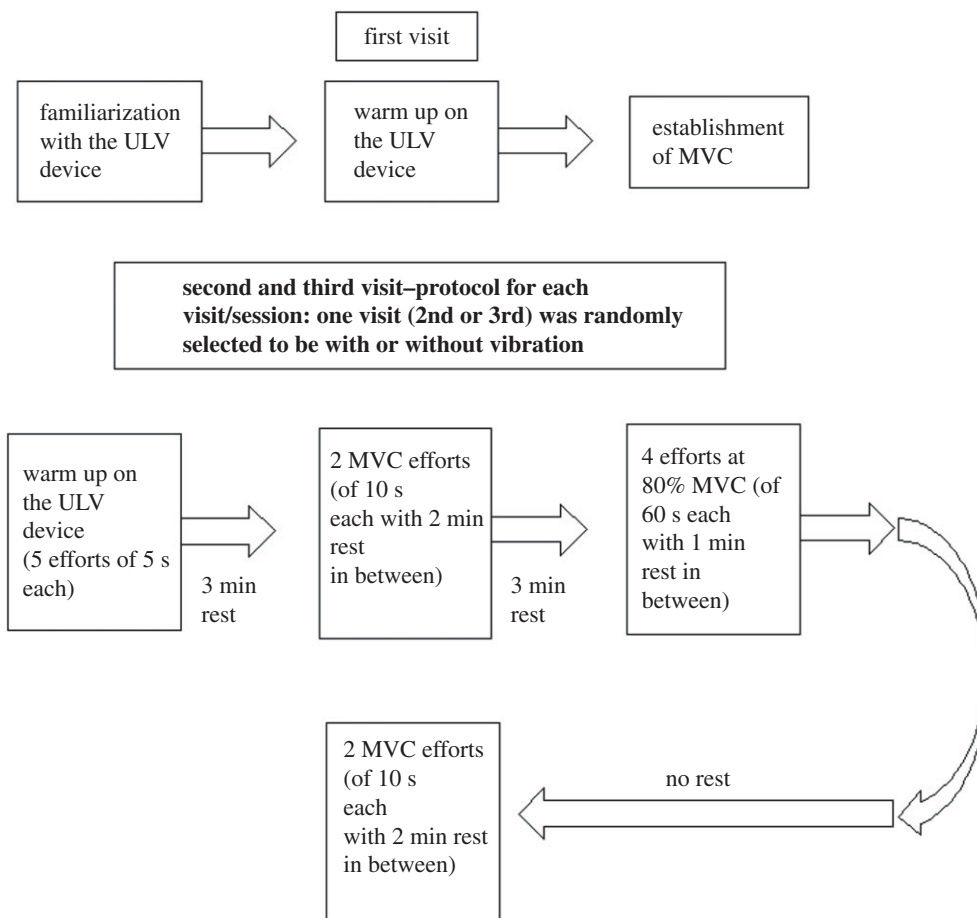 first visit
familiarization
with the ULV
device
warm up on
the ULV
device
establishment
of MVC
second and third visit–protocol for each
visit/session: one visit (2nd or 3rd) was randomly
selected to be with or without vibration
warm up on
the ULV
device
(5 efforts of 5 s
each)
3 min
rest
2 MVC efforts
(of 10 s
each with 2 min
rest
in between)
3 min
rest
4 efforts at
80% MVC (of
60 s each
with 1 min
rest in
between)
no rest
2 MVC efforts
(of 10 s
each
with 2 min rest
in between)